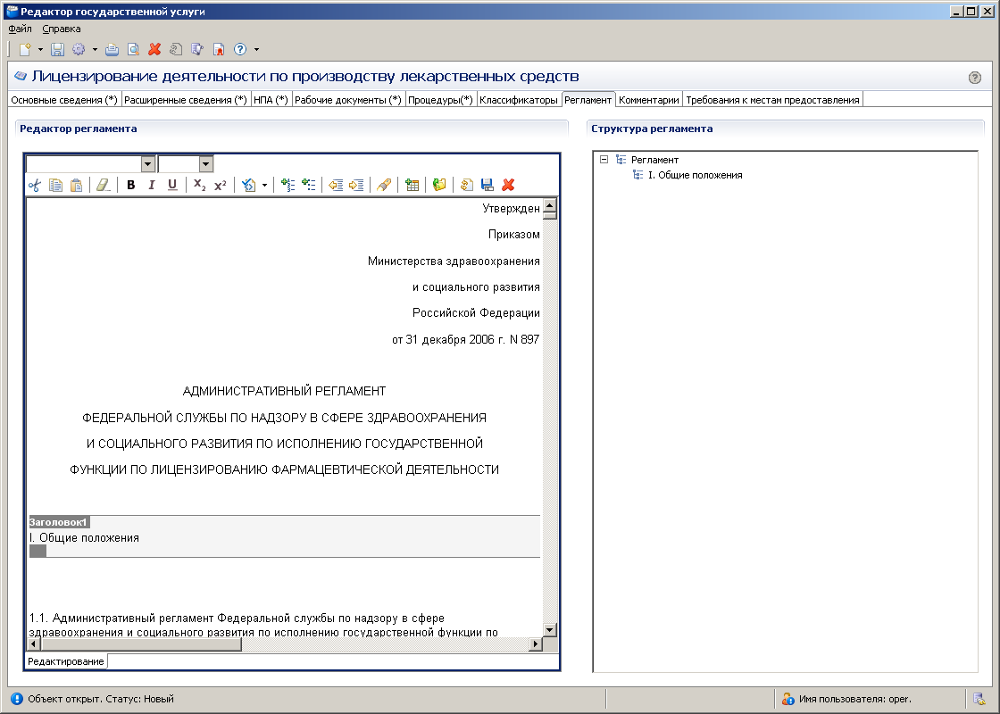 Редактор государственной услуги
Файл Справка
Лицензирование деятельности по производству лекарственных средств
Основные сведения (*) Расширенные сведения (*) НПА (*) Рабочие документы (*) Процедуры(*) Классификаторы Регламент Комментарии Требования к местам предоставления
Редактор регламента
B I U X₂ X²
Утвержден
Приказом
Министерства здравоохранения
и социального развития
Российской Федерации
от 31 декабря 2006 г. N 897
АДМИНИСТРАТИВНЫЙ РЕГЛАМЕНТ
ФЕДЕРАЛЬНОЙ СЛУЖБЫ ПО НАДЗОРУ В СФЕРЕ ЗДРАВООХРАНЕНИЯ
И СОЦИАЛЬНОГО РАЗВИТИЯ ПО ИСПОЛНЕНИЮ ГОСУДАРСТВЕННОЙ
ФУНКЦИИ ПО ЛИЦЕНЗИРОВАНИЮ ФАРМАЦЕВТИЧЕСКОЙ ДЕЯТЕЛЬНОСТИ
Заголовок1
I. Общие положения
1.1. Административный регламент Федеральной службы по надзору в сфере
здравоохранения и социального развития по исполнению государственной функции по
Редактирование
Структура регламента
Регламент
I. Общие положения
Объект открыт. Статус: Новый
Имя пользователя: oper.